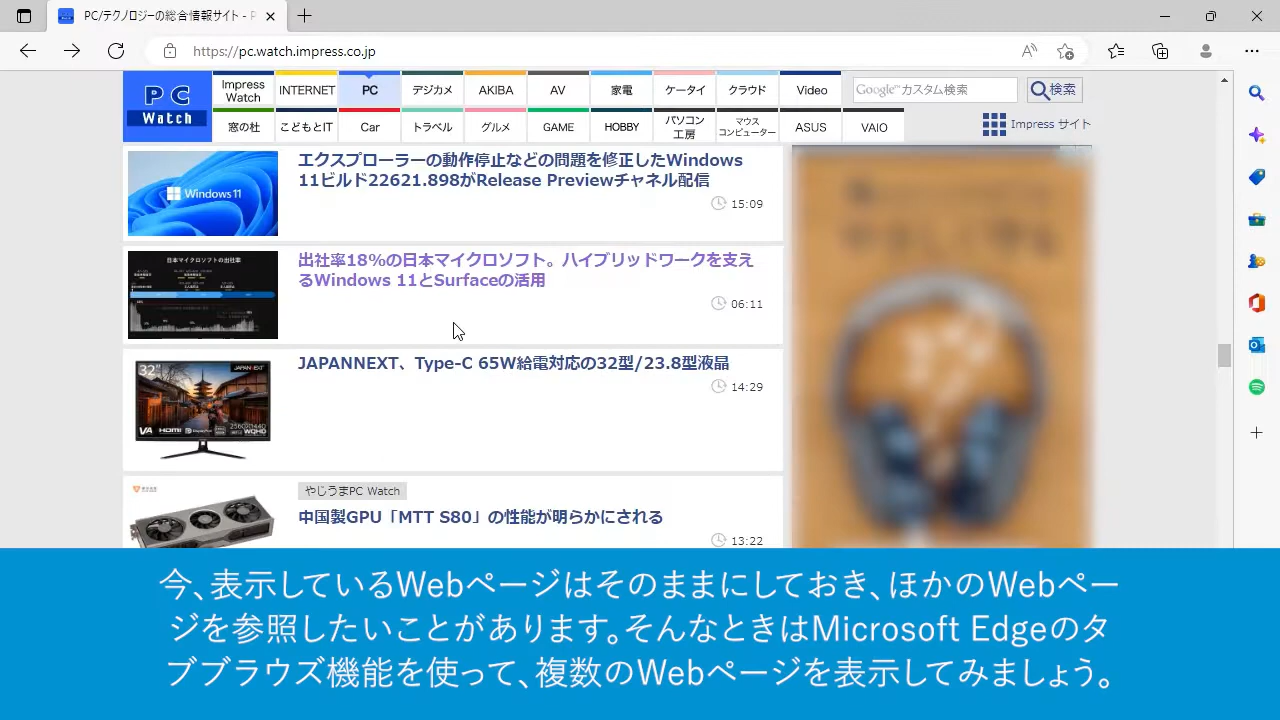 PC/テクノロジーの総合情報サイト - P
https://pc.watch.impress.co.jp
PC Watch
Impress Watch
INTERNET
PC
デジカメ
AKIBA
AV
家電
ケータイ
クラウド
Video
Google™カスタム検索
検索
窓の杜
こどもとIT
Car
トラベル
グルメ
GAME
HOBBY
パソコン工房
マウスコンピューター
ASUS
VAIO
Impress サイト
Windows 11
エクスプローラーの動作停止などの問題を修正したWindows
11ビルド22621.898がRelease Previewチャネル配信
15:09
日本マイクロソフトの出社率
出社率18%の日本マイクロソフト。ハイブリッドワークを支え
るWindows 11とSurfaceの活用
06:11
32"
JAPANNEXT
VA HDMI
2560x1440
WQHD
JAPANNEXT、Type-C 65W給電対応の32型/23.8型液晶
14:29
やじうまPC Watch
中国製GPU「MTT S80」の性能が明らかにされる
13:22
今、表示しているWebページはそのままにしておき、ほかのWebペー
ジを参照したいことがあります。そんなときはMicrosoft Edgeのタ
ブブラウズ機能を使って、複数のWebページを表示してみましょう。